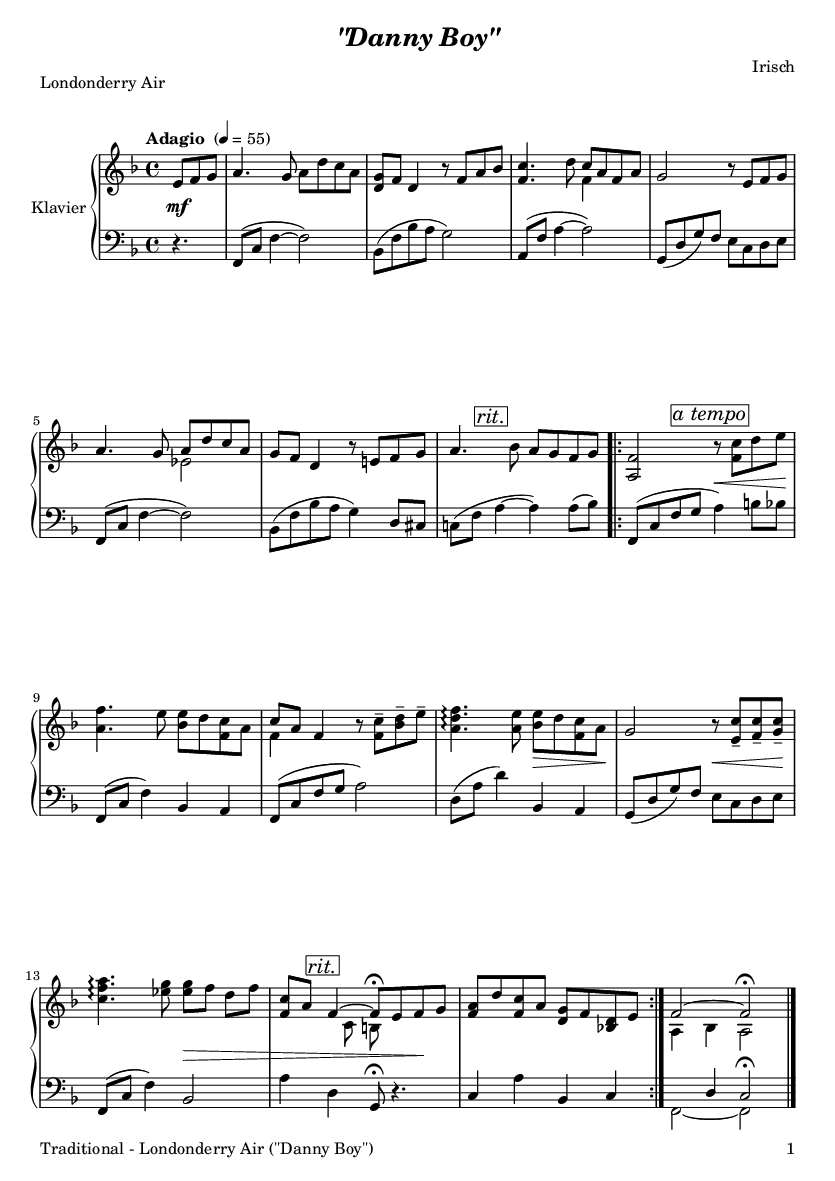 "Danny Boy"
Irisch
Londonderry Air
Adagio (♩ = 55)
Klavier
mf
5
rit.
a tempo
9
13
rit.
Traditional - Londonderry Air ("Danny Boy")
1